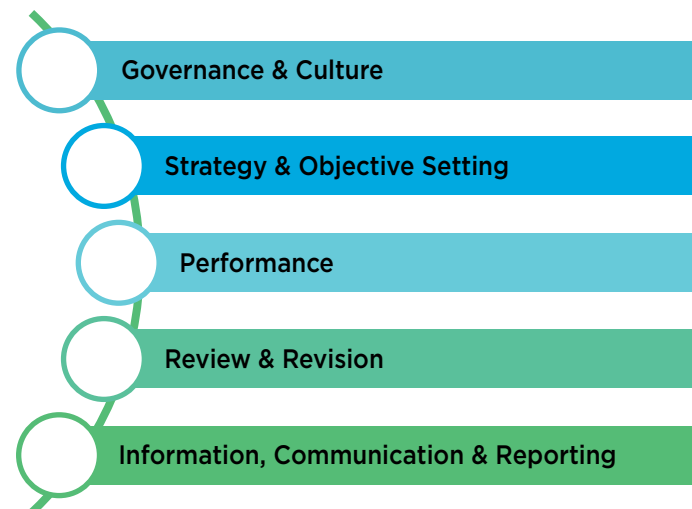 Governance & Culture
Strategy & Objective Setting
Performance
Review & Revision
Information, Communication & Reporting